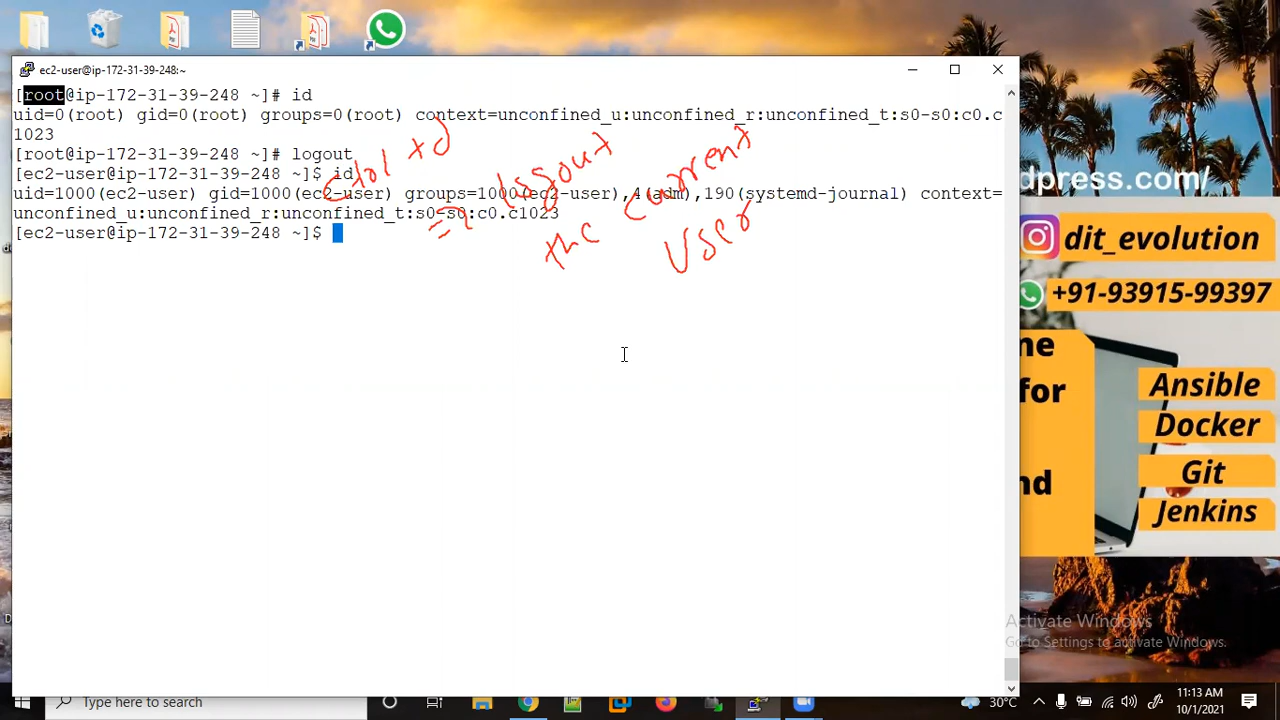 ec2-user@ip-172-31-39-248:~
[root@ip-172-31-39-248 ~]# id
uid=0(root) gid=0(root) groups=0(root) context=unconfined_u:unconfined_r:unconfined_t:s0-s0:c0.c
1023
[root@ip-172-31-39-248 ~]# logout
[ec2-user@ip-172-31-39-248 ~]$ id
uid=1000(ec2-user) gid=1000(ec2-user) groups=1000(ec2-user),4(adm),190(systemd-journal) context=
unconfined_u:unconfined_r:unconfined_t:s0-s0:c0.c1023
[ec2-user@ip-172-31-39-248 ~]$
+d
=> logout
the current
user
dpress.com/
dit_evolution
+91-93915-99397
ne
for
nd
Ansible
Docker
Git
Jenkins
Activate Windows
Go to Settings to activate Windows.
Type here to search
30°C
11:13 AM
10/1/2021